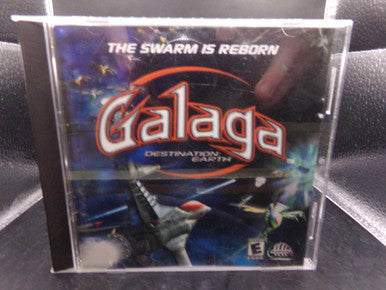 THE SWARM IS REBORN
Galaga
DESTINATION:
EARTH
E